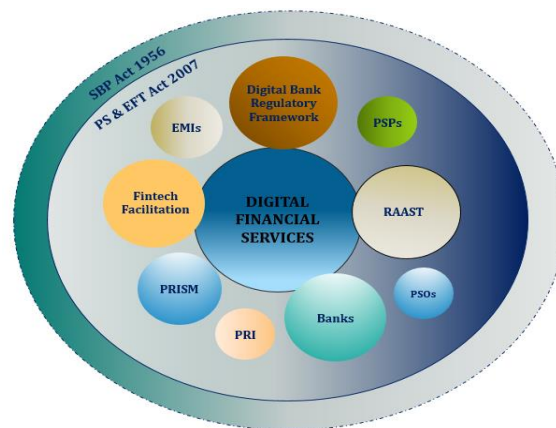 SBP Act 1956
PS & EFT Act 2007
Digital Bank
Regulatory
Framework
EMIs
PSPs
Fintech
Facilitation
DIGITAL
FINANCIAL
SERVICES
RAAST
PRISM
PSOs
Banks
PRI